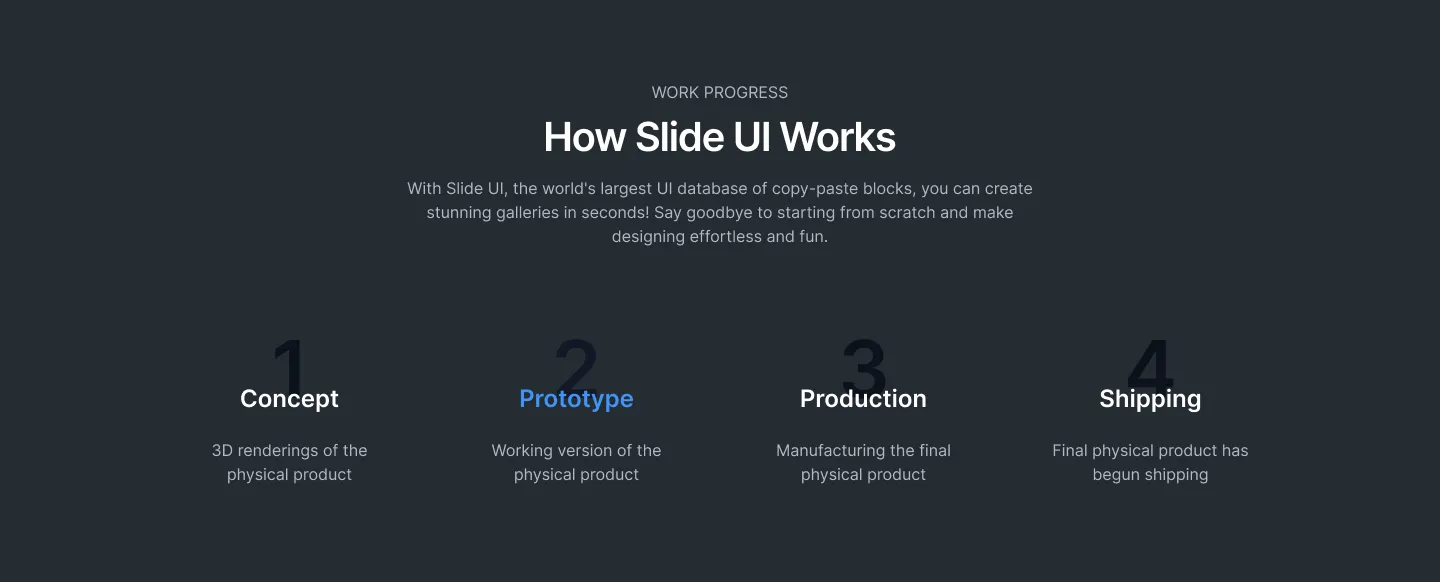 WORK PROGRESS
How Slide UI Works
With Slide UI, the world's largest UI database of copy-paste blocks, you can create
stunning galleries in seconds! Say goodbye to starting from scratch and make
designing effortless and fun.
1
Concept
3D renderings of the
physical product
2
Prototype
Working version of the
physical product
3
Production
Manufacturing the final
physical product
4
Shipping
Final physical product has
begun shipping